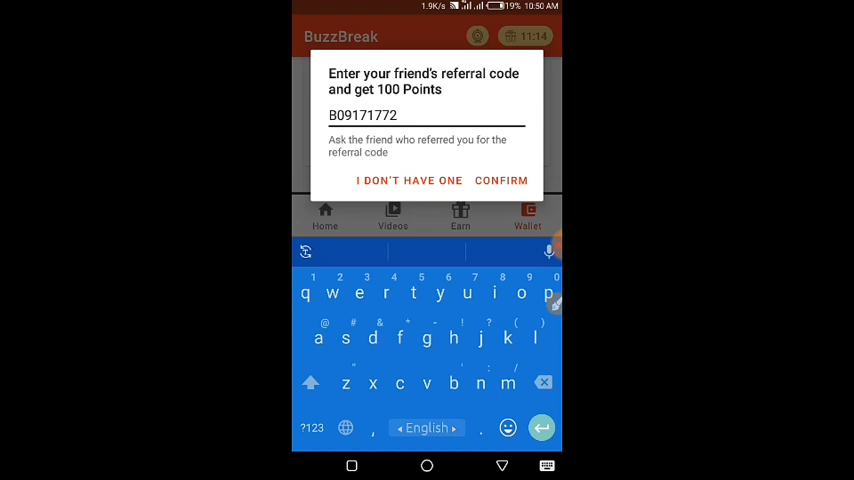 1.9K/s 19% 10:50 AM
BuzzBreak 11:14
Enter your friend's referral code
and get 100 Points
B09171772
Ask the friend who referred you for the
referral code
I DON'T HAVE ONE CONFIRM
Home Videos Earn Wallet
1 2 3 4 5 6 7 8 9 0
q w e r t y u i o p
@ # & * - ! ? ( )
a s d f g h j k l
" ' : ; /
z x c v b n m
?123 , English .